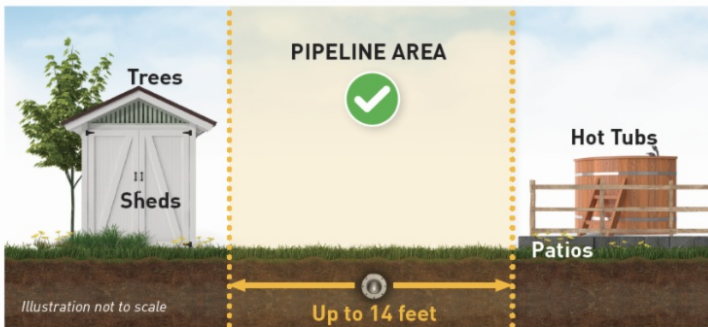 PIPELINE AREA
Trees
Sheds
Hot Tubs
Patios
Illustration not to scale
Up to 14 feet